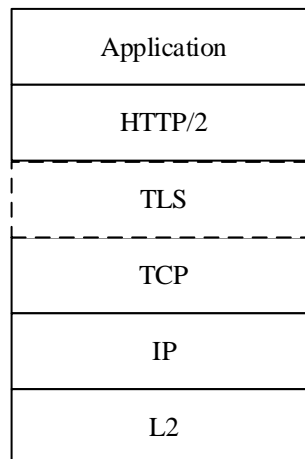 Application
HTTP/2
TLS
TCP
IP
L2